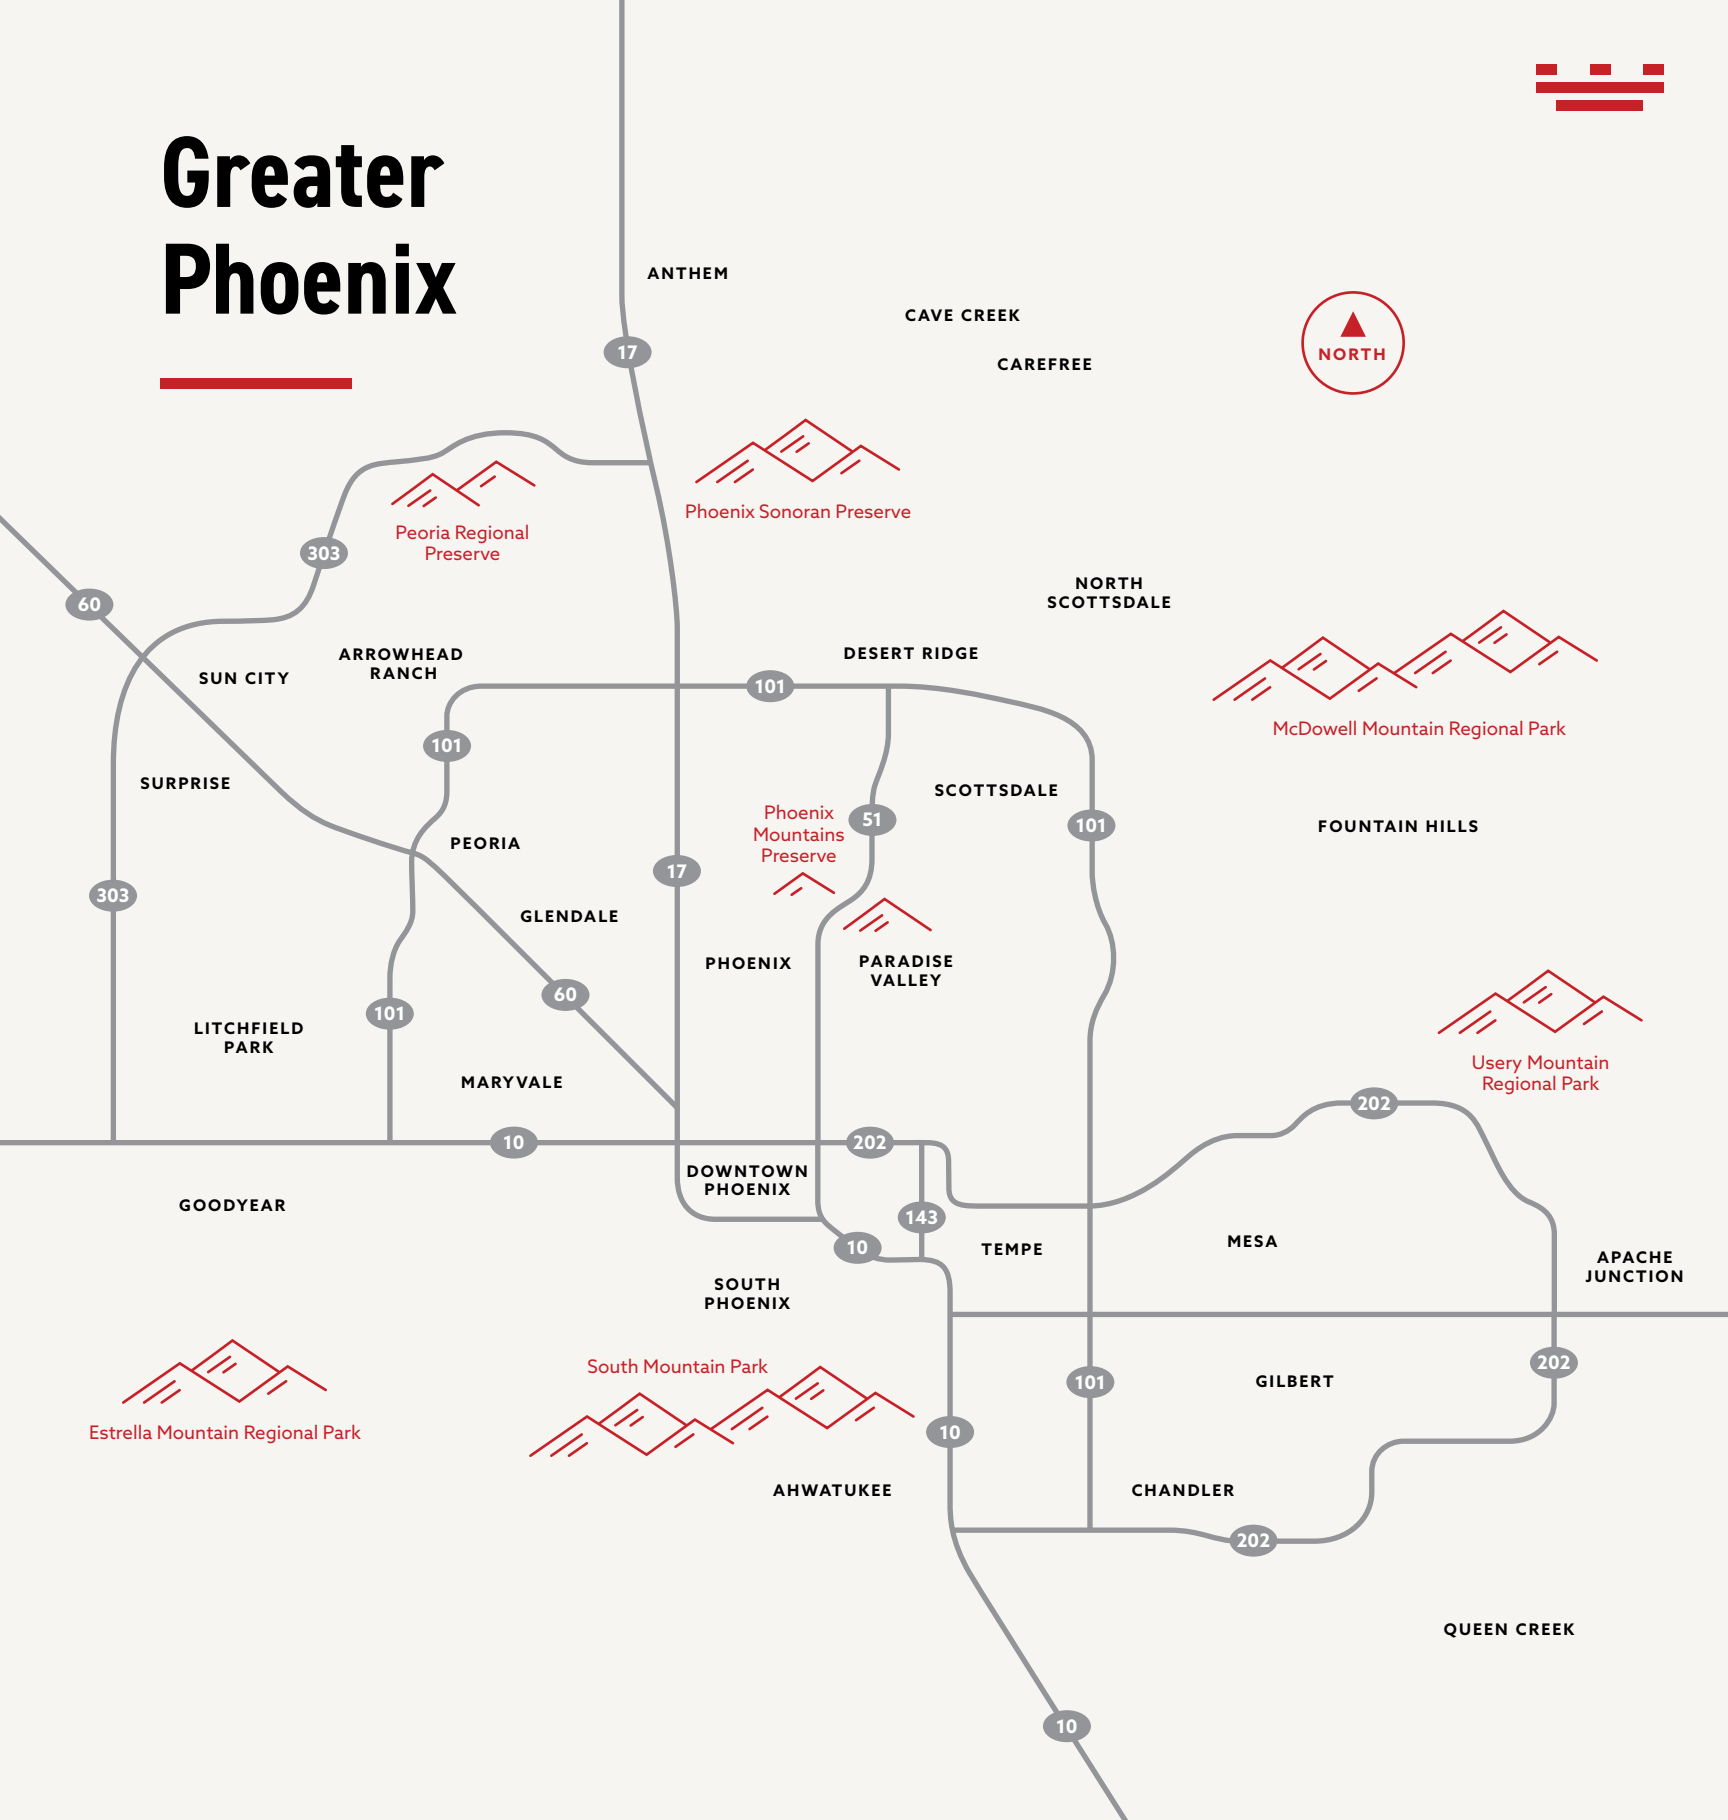 Greater
Phoenix
ANTHEM
CAVE CREEK
NORTH
17
CAREFREE
Phoenix Sonoran Preserve
Peoria Regional
Preserve
303
60
NORTH
SCOTTSDALE
ARROWHEAD
RANCH
SUN CITY
DESERT RIDGE
101
McDowell Mountain Regional Park
101
SURPRISE
SCOTTSDALE
Phoenix
Mountains
Preserve
51
101
FOUNTAIN HILLS
PEORIA
17
303
GLENDALE
PHOENIX
PARADISE
VALLEY
60
101
LITCHFIELD
PARK
Usery Mountain
Regional Park
MARYVALE
202
10
202
DOWNTOWN
PHOENIX
GOODYEAR
143
10
TEMPE
MESA
APACHE
JUNCTION
SOUTH
PHOENIX
South Mountain Park
202
101
GILBERT
Estrella Mountain Regional Park
10
AHWATUKEE
CHANDLER
202
QUEEN CREEK
10